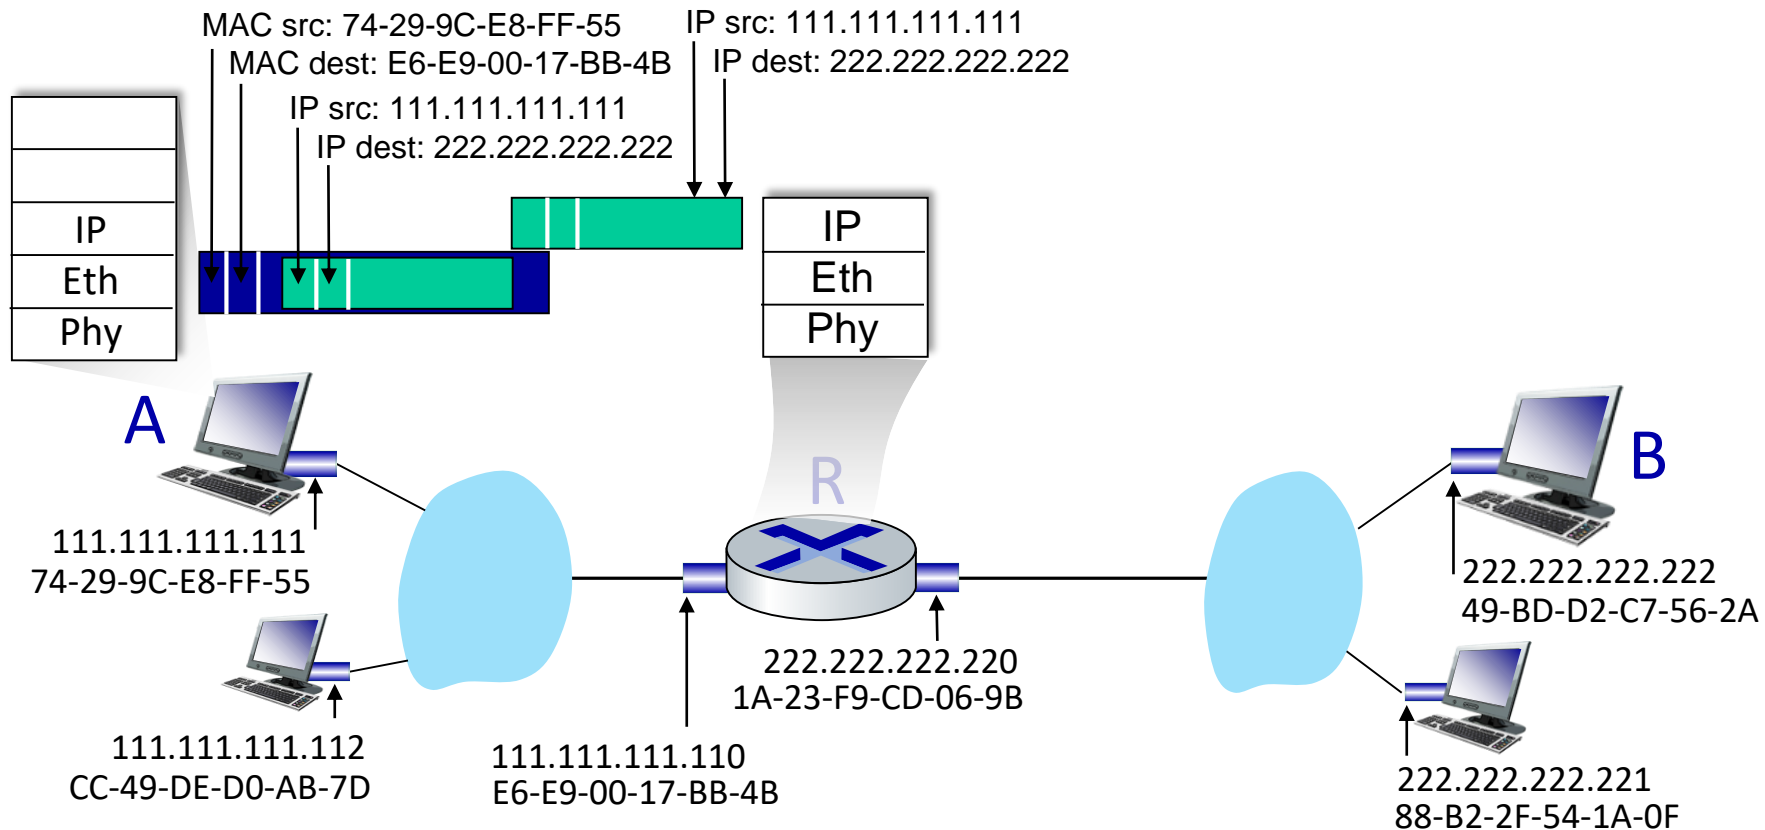 MAC src: 74-29-9C-E8-FF-55
MAC dest: E6-E9-00-17-BB-4B
IP src: 111.111.111.111
IP dest: 222.222.222.222
IP src: 111.111.111.111
IP dest: 222.222.222.222
IP
Eth
Phy
IP
Eth
Phy
A
R
B
111.111.111.111
74-29-9C-E8-FF-55
111.111.111.112
CC-49-DE-D0-AB-7D
111.111.111.110
E6-E9-00-17-BB-4B
222.222.222.220
1A-23-F9-CD-06-9B
222.222.222.222
49-BD-D2-C7-56-2A
222.222.222.221
88-B2-2F-54-1A-0F